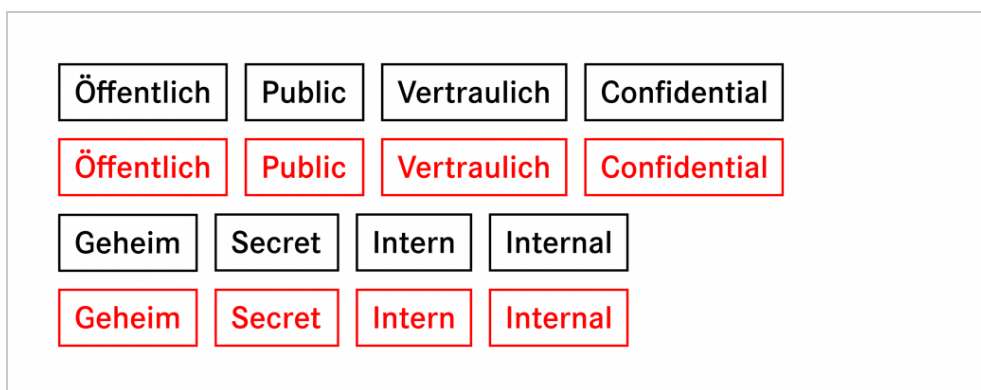 Öffentlich Public Vertraulich Confidential
Öffentlich Public Vertraulich Confidential
Geheim Secret Intern Internal
Geheim Secret Intern Internal